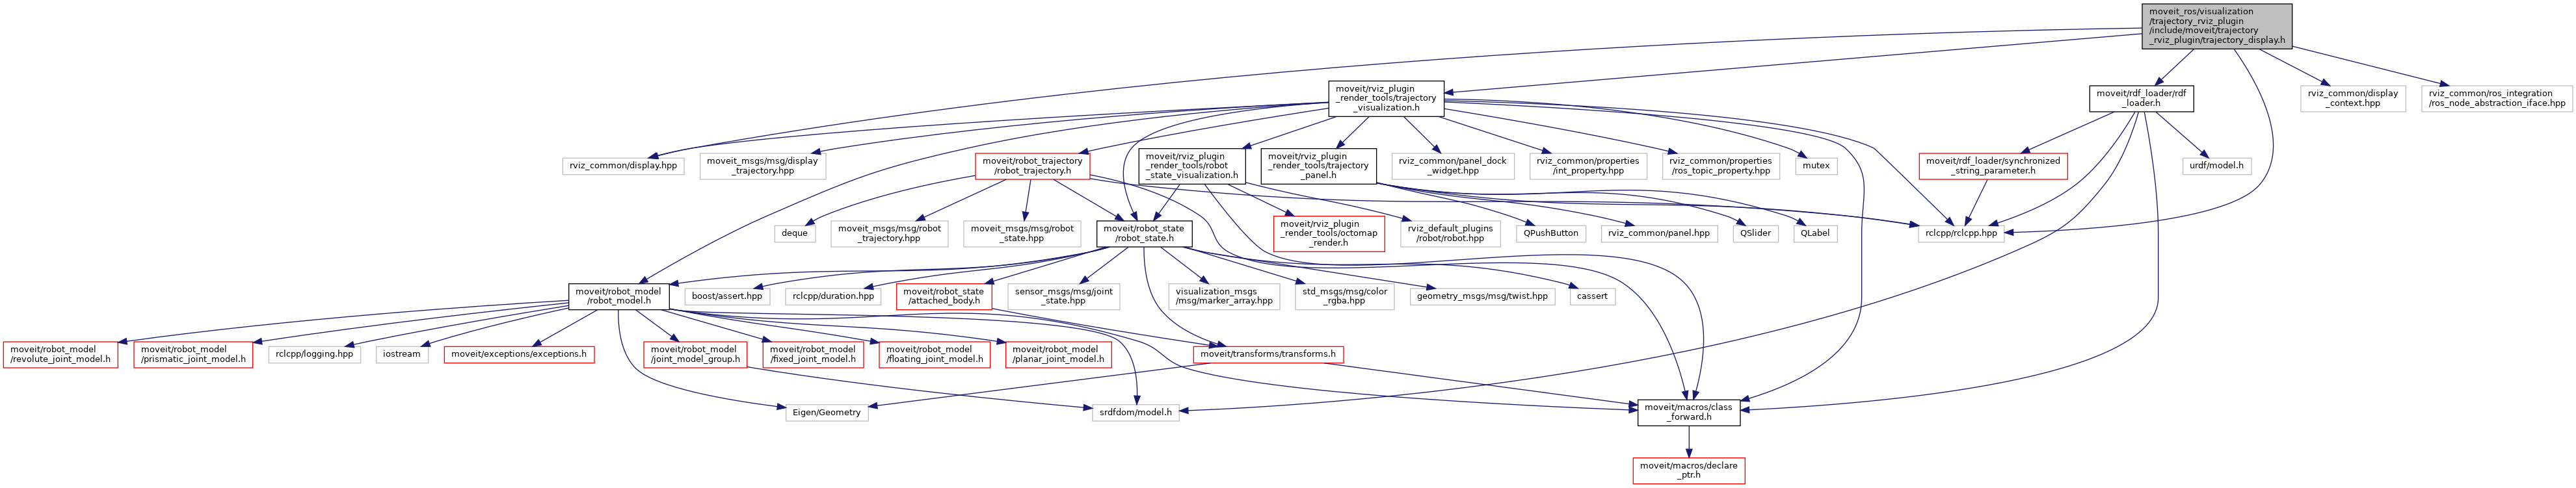 moveit_ros/visualization
/trajectory_rviz_plugin
/include/moveit/trajectory
_rviz_plugin/trajectory_display.h
moveit/rviz_plugin
_render_tools/trajectory
_visualization.h
moveit/rdf_loader/rdf
_loader.h
rviz_common/display
_context.hpp
rviz_common/ros_integration
/ros_node_abstraction_iface.hpp
rviz_common/display.hpp
moveit_msgs/msg/display
_trajectory.hpp
moveit/robot_trajectory
/robot_trajectory.h
moveit/rviz_plugin
_render_tools/robot
_state_visualization.h
moveit/rviz_plugin
_render_tools/trajectory
_panel.h
rviz_common/panel_dock
_widget.hpp
rviz_common/properties
/int_property.hpp
rviz_common/properties
/ros_topic_property.hpp
mutex
moveit/rdf_loader/synchronized
_string_parameter.h
urdf/model.h
deque
moveit_msgs/msg/robot
_trajectory.hpp
moveit_msgs/msg/robot
_state.hpp
moveit/robot_state
/robot_state.h
moveit/rviz_plugin
_render_tools/octomap
_render.h
rviz_default_plugins
/robot/robot.hpp
QPushButton
rviz_common/panel.hpp
QSlider
QLabel
rclcpp/rclcpp.hpp
moveit/robot_model
/robot_model.h
boost/assert.hpp
rclcpp/duration.hpp
moveit/robot_state
/attached_body.h
sensor_msgs/msg/joint
_state.hpp
visualization_msgs
/msg/marker_array.hpp
std_msgs/msg/color
_rgba.hpp
geometry_msgs/msg/twist.hpp
cassert
moveit/robot_model
/revolute_joint_model.h
moveit/robot_model
/prismatic_joint_model.h
rclcpp/logging.hpp
iostream
moveit/exceptions/exceptions.h
moveit/robot_model
/joint_model_group.h
moveit/robot_model
/fixed_joint_model.h
moveit/robot_model
/floating_joint_model.h
moveit/robot_model
/planar_joint_model.h
moveit/transforms/transforms.h
Eigen/Geometry
srdfdom/model.h
moveit/macros/class
_forward.h
moveit/macros/declare
_ptr.h